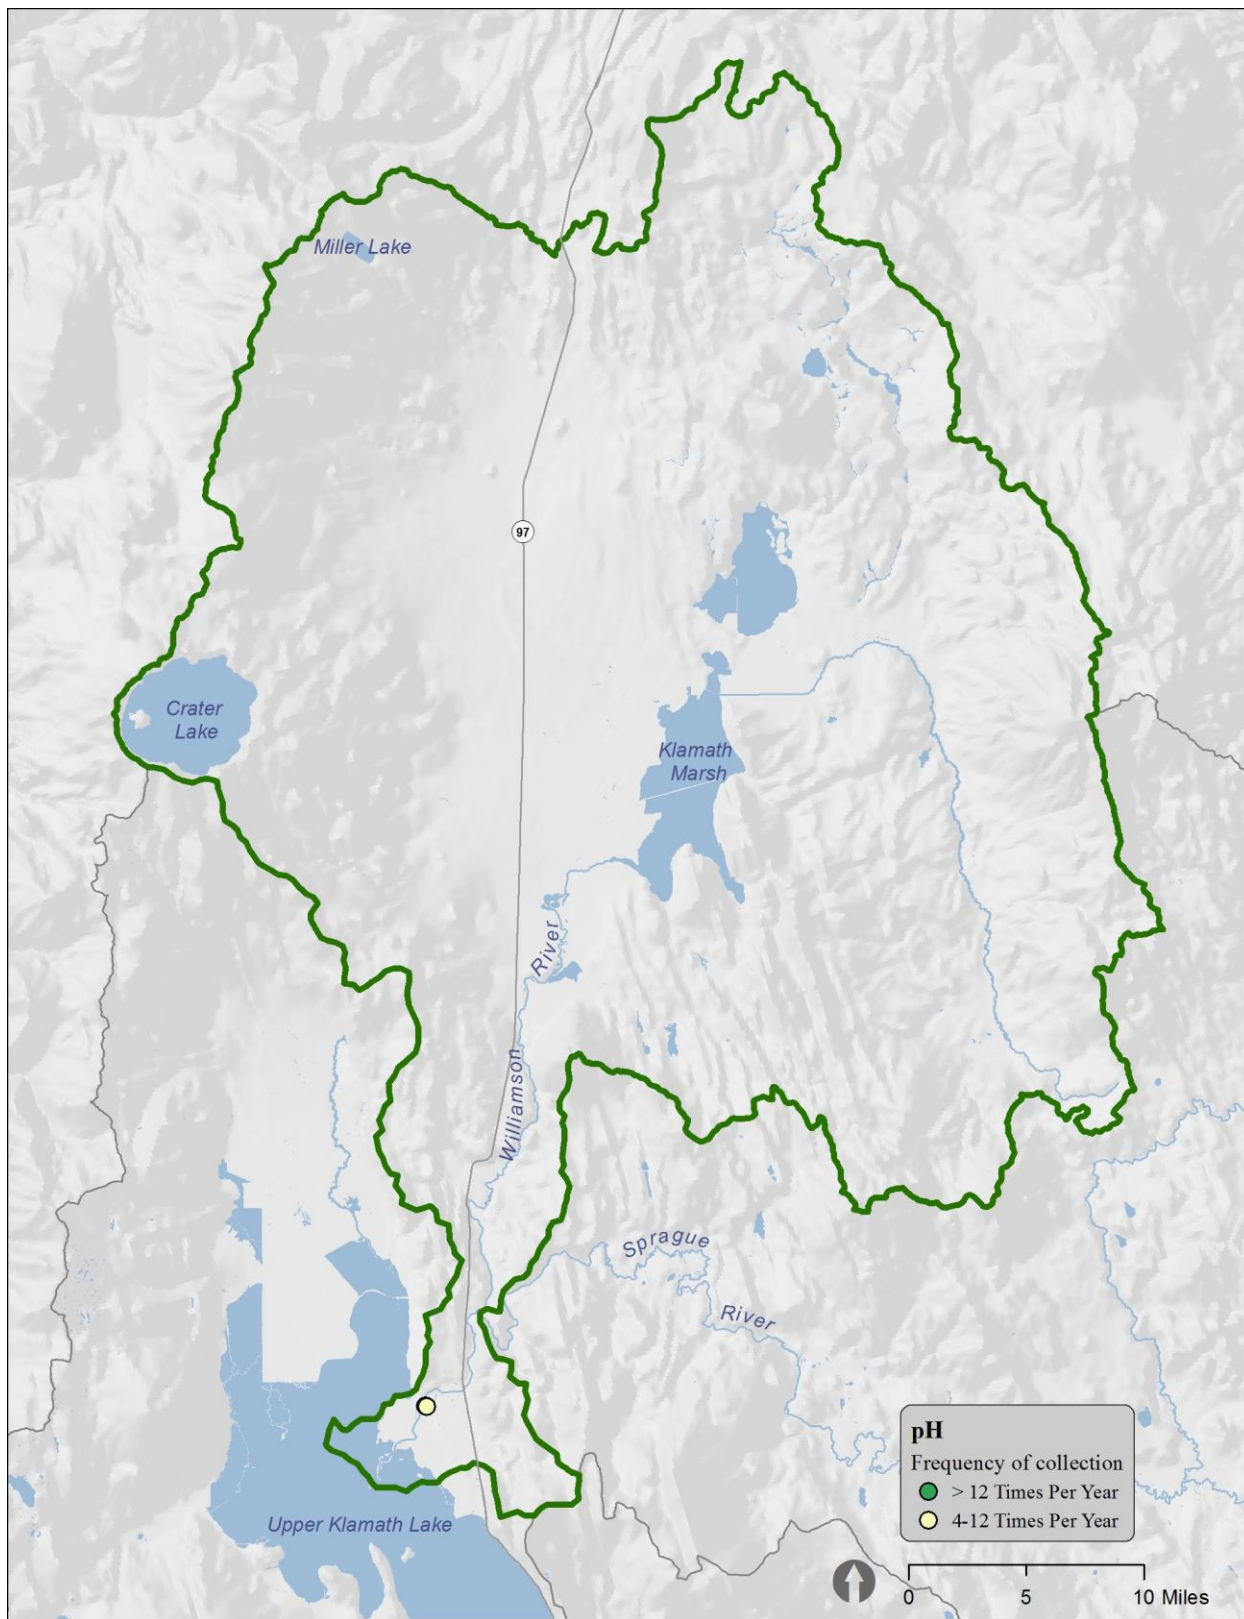 Miller Lake
97
Crater
Lake
Klamath
Marsh
River
Williamson
Sprague
River
Upper Klamath Lake
pH
Frequency of collection
> 12 Times Per Year
4-12 Times Per Year
0 5 10 Miles